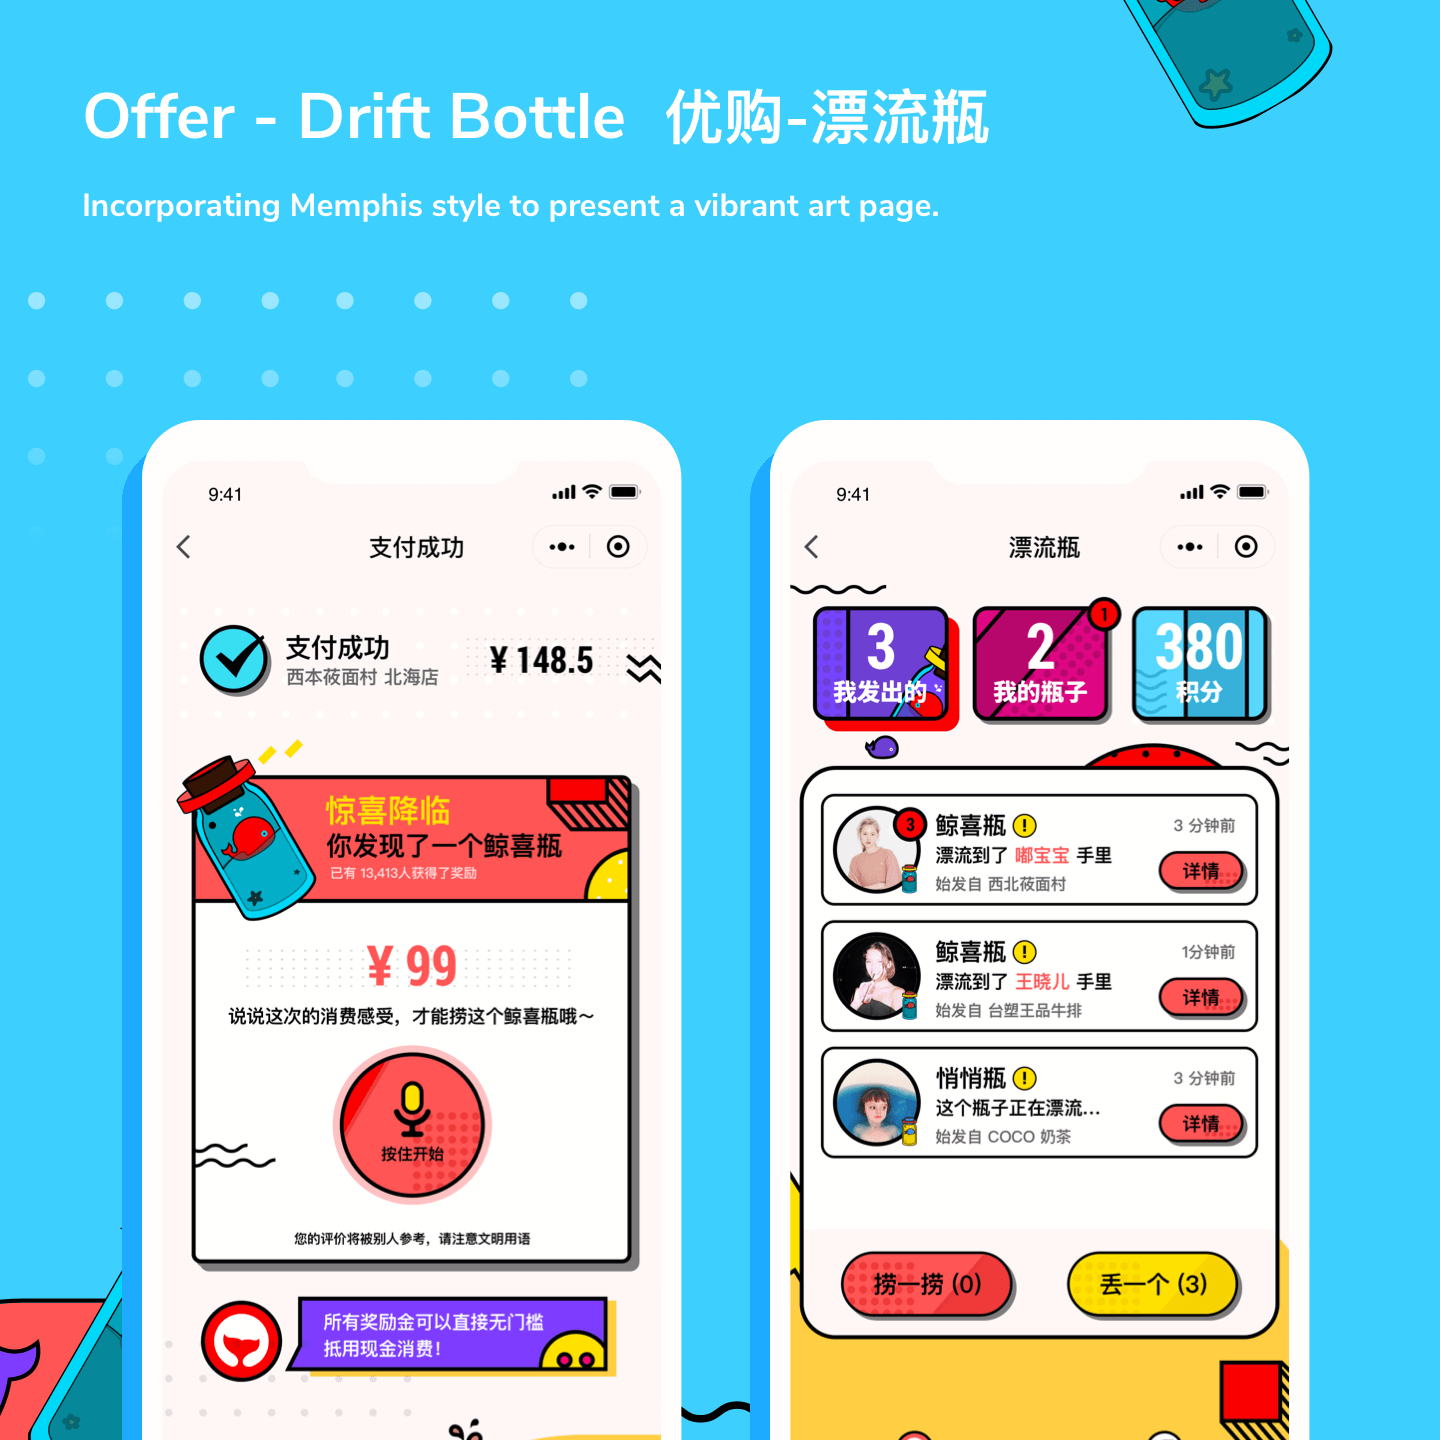 Offer - Drift Bottle 优购-漂流瓶
Incorporating Memphis style to present a vibrant art page.
9:41
支付成功
支付成功
西本莜面村 北海店
¥ 148.5
惊喜降临
你发现了一个鲸喜瓶
已有 13,413人获得了奖励
¥ 99
说说这次的消费感受，才能捞这个鲸喜瓶哦～
按住开始
您的评价将被别人参考，请注意文明用语
所有奖励金可以直接无门槛
抵用现金消费！
9:41
漂流瓶
3
我发出的
2
1
我的瓶子
380
积分
3
鲸喜瓶 !
3 分钟前
漂流到了 嘟宝宝 手里
详情
始发自 西北莜面村
鲸喜瓶 !
1分钟前
漂流到了 王晓儿 手里
详情
始发自 台塑王品牛排
悄悄瓶 !
3 分钟前
这个瓶子正在漂流...
详情
始发自 COCO 奶茶
捞一捞 (0)
丢一个 (3)